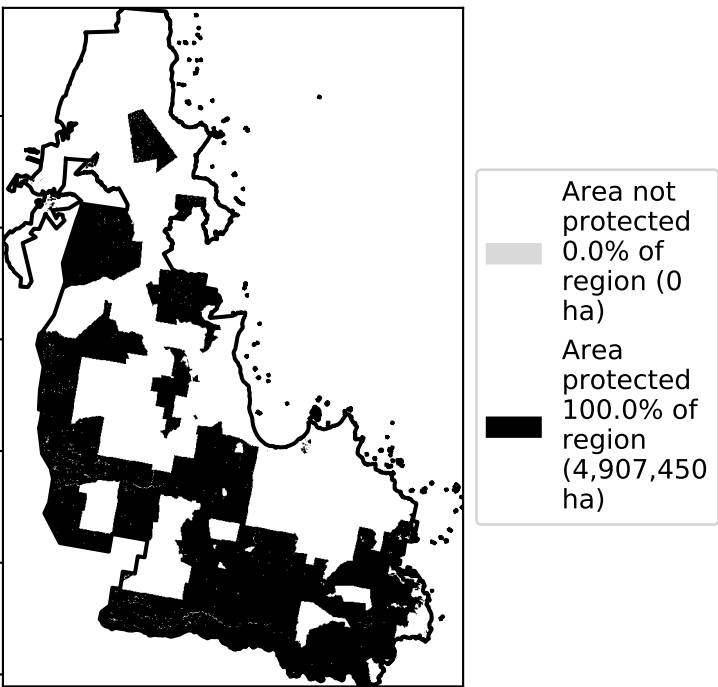 Area not
protected
0.0% of
region (0
ha)
Area
protected
100.0% of
region
(4,907,450
ha)